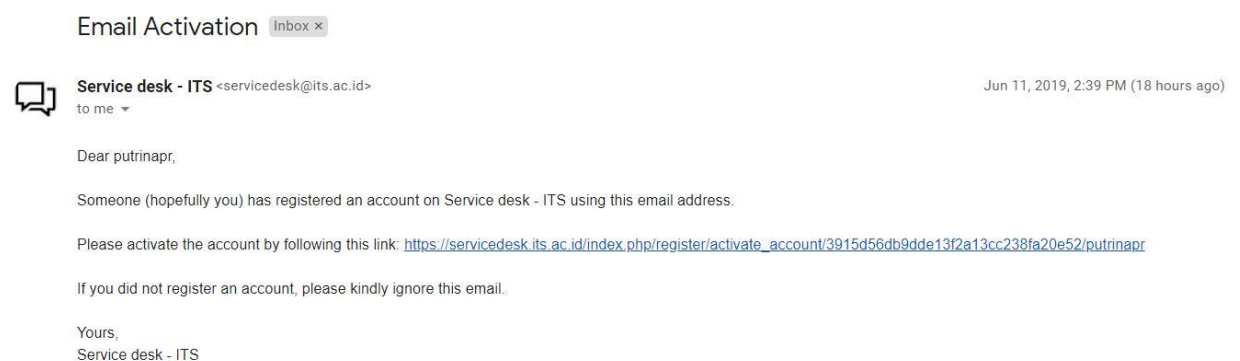 Email Activation Inbox ×
Service desk - ITS <servicedesk@its.ac.id> Jun 11, 2019, 2:39 PM (18 hours ago)
to me
Dear putrinapr,
Someone (hopefully you) has registered an account on Service desk - ITS using this email address.
Please activate the account by following this link: https://servicedesk.its.ac.id/index.php/register/activate_account/3915d56db9dde13f2a13cc238fa20e52/putrinapr
If you did not register an account, please kindly ignore this email.
Yours,
Service desk - ITS